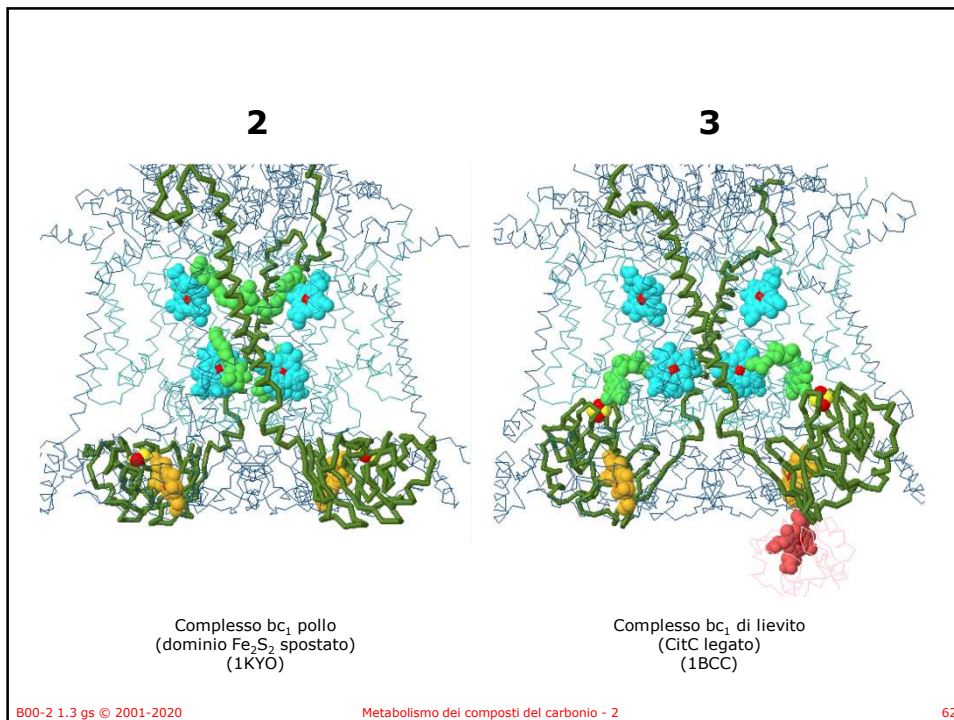 2
3
Complesso bc₁ pollo
(dominio Fe₂S₂ spostato)
(1KYO)
Complesso bc₁ di lievito
(CitC legato)
(1BCC)
B00-2 1.3 gs © 2001-2020
Metabolismo dei composti del carbonio - 2
62